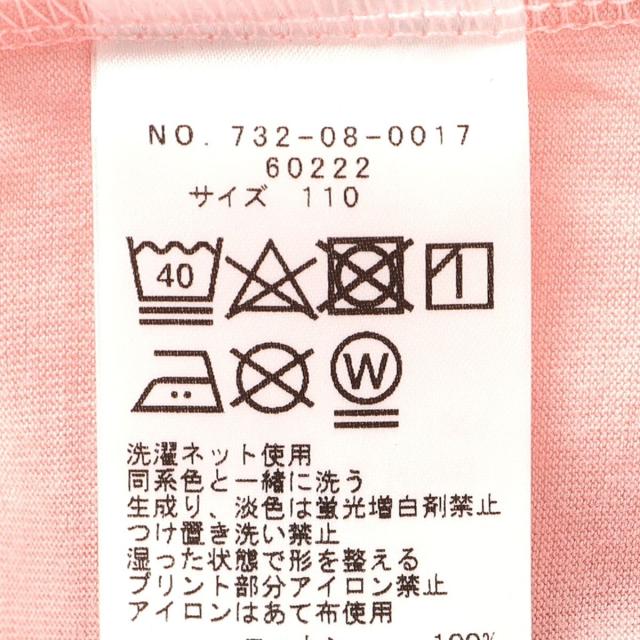 NO. 732-08-0017
60222
サイズ 110
40
W
洗濯ネット使用
同系色と一緒に洗う
生成り、淡色は蛍光増白剤禁止
つけ置き洗い禁止
湿った状態で形を整える
プリント部分アイロン禁止
アイロンはあて布使用
100%